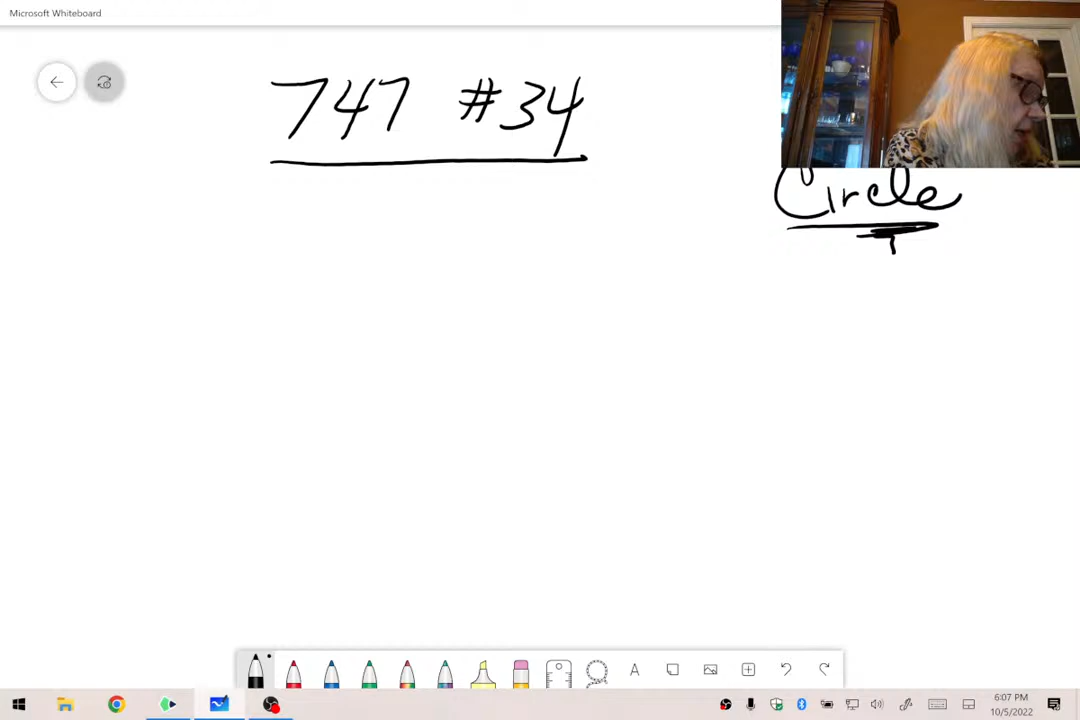 Microsoft Whiteboard
747 #34
Circle
A
6:07 PM
10/5/2022